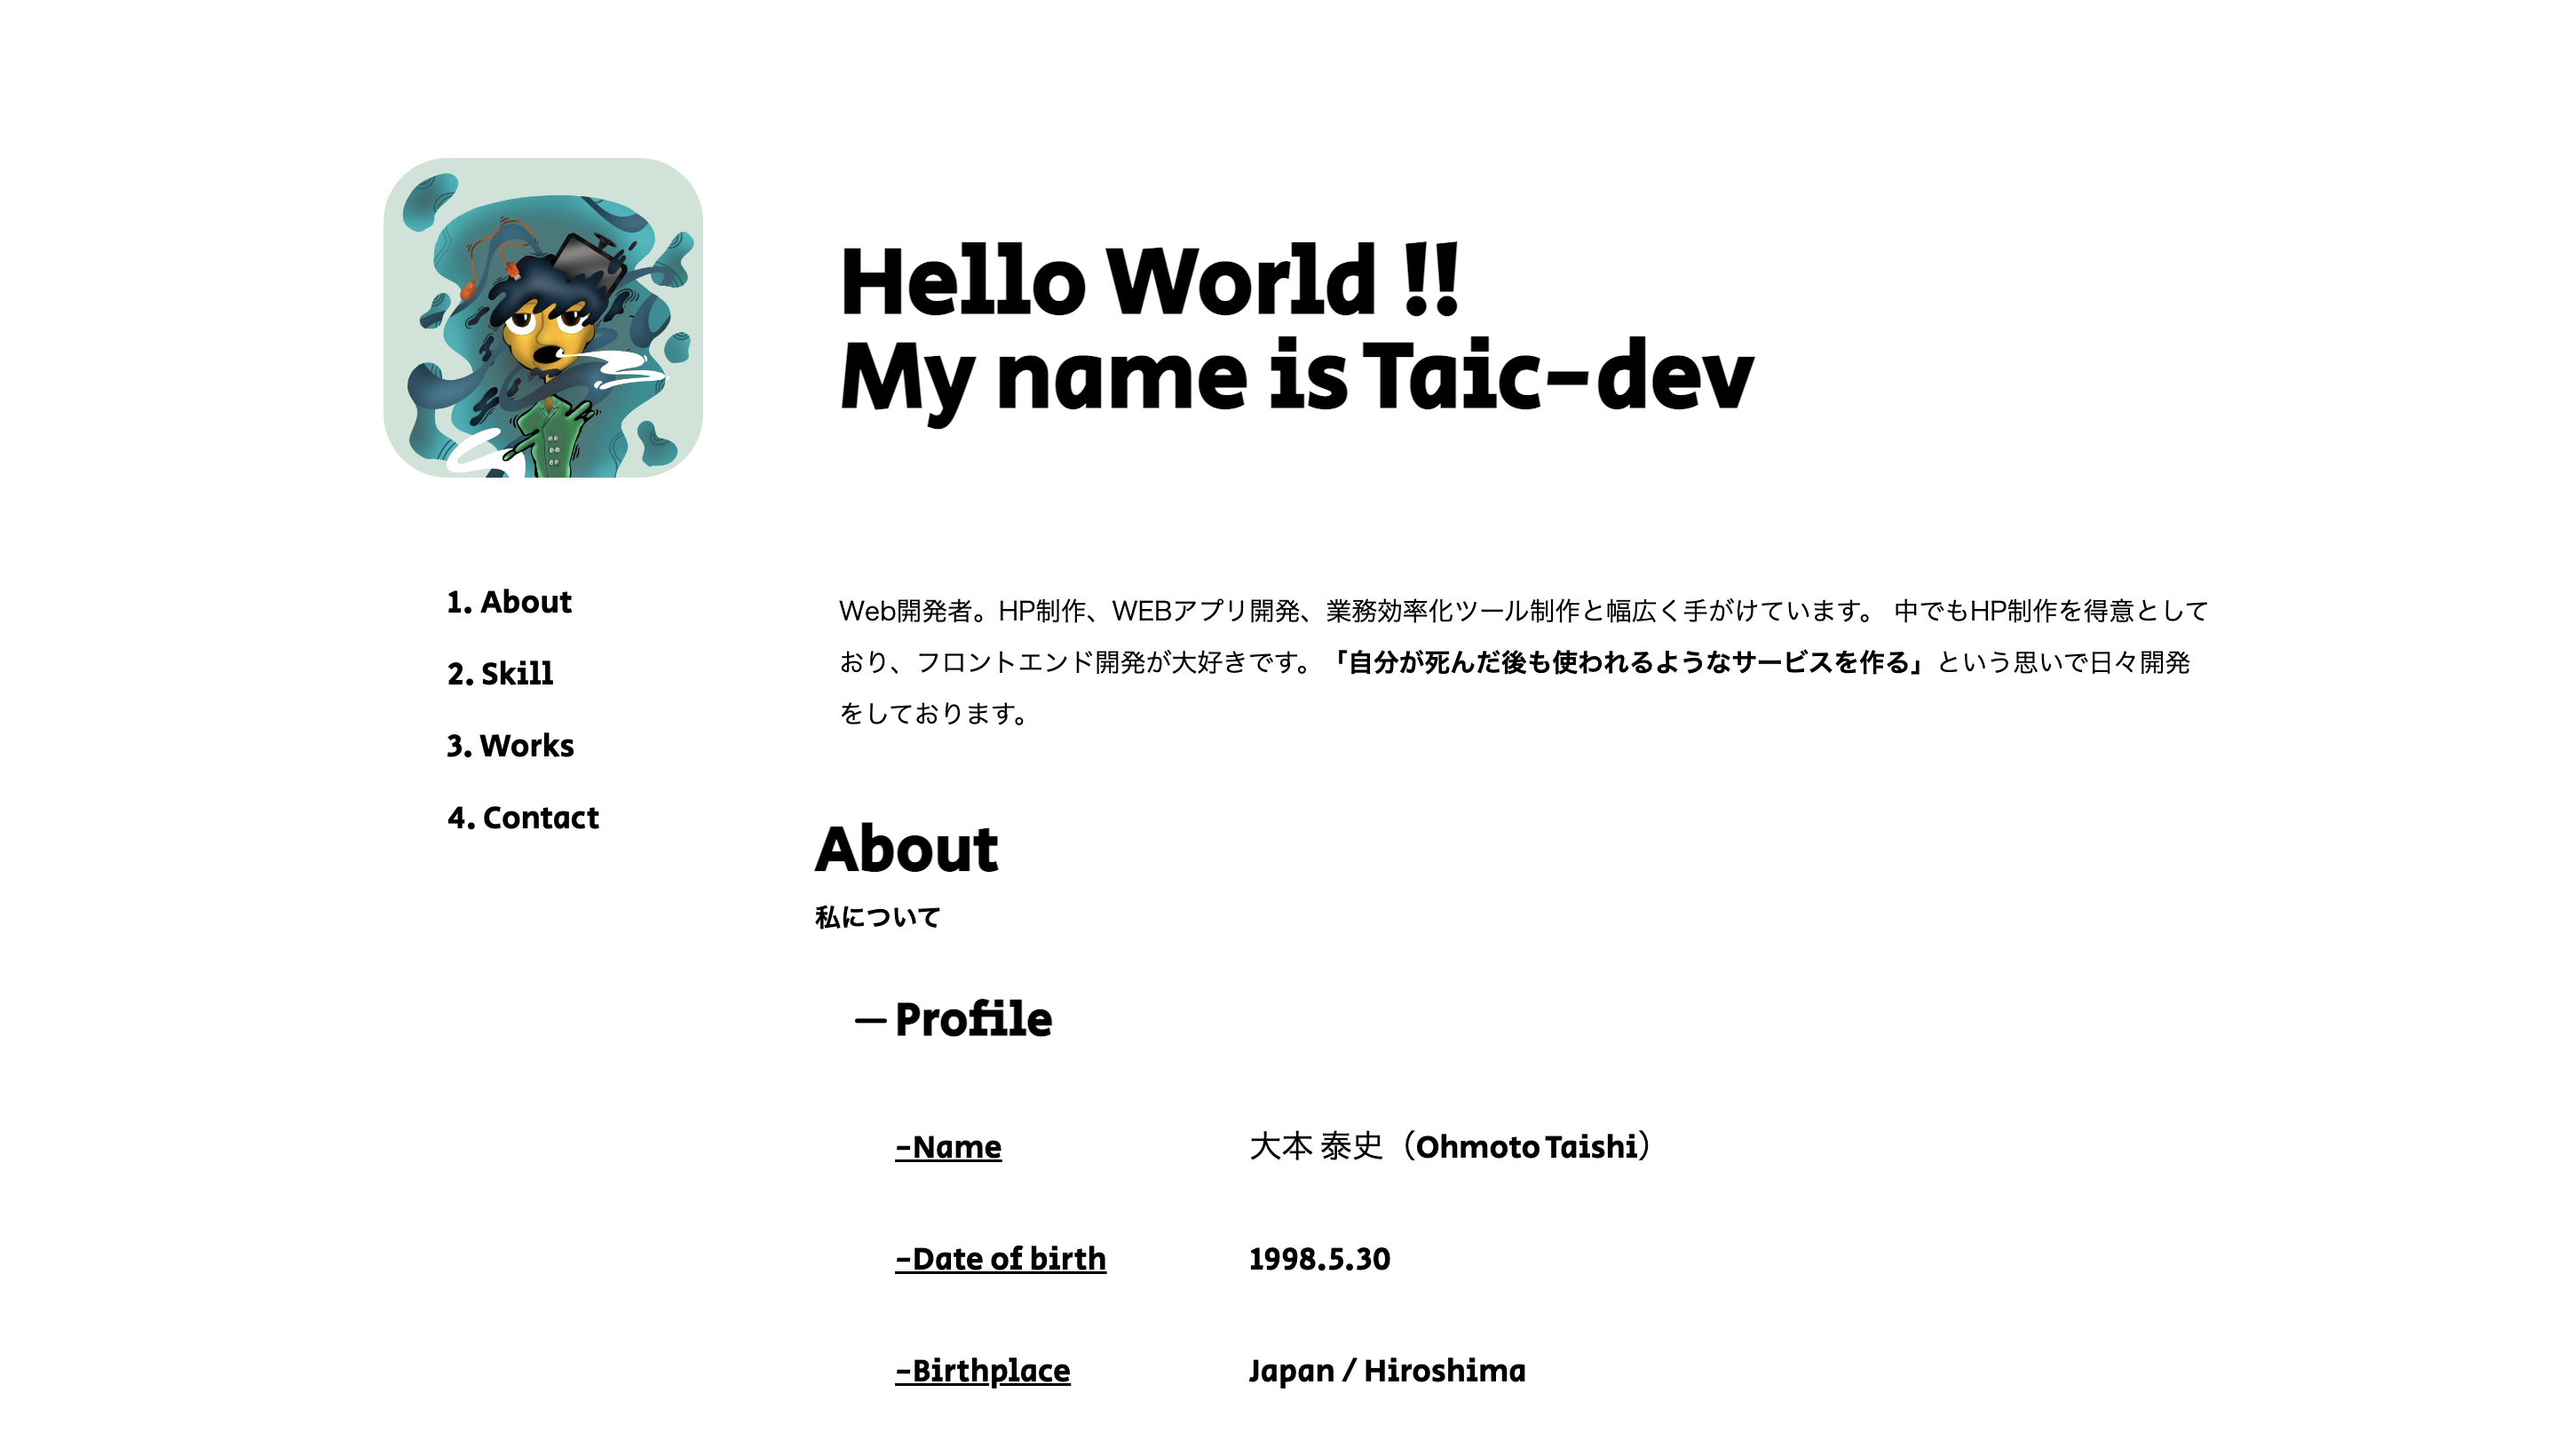 Hello World !!
My name is Taic-dev
1. About
2. Skill
3. Works
4. Contact
Web開発者。HP制作、WEBアプリ開発、業務効率化ツール制作と幅広く手がけています。 中でもHP制作を得意として
おり、フロントエンド開発が大好きです。「自分が死んだ後も使われるようなサービスを作る」という思いで日々開発
をしております。
About
私について
— Profile
-Name 大本 泰史（Ohmoto Taishi）
-Date of birth 1998.5.30
-Birthplace Japan / Hiroshima